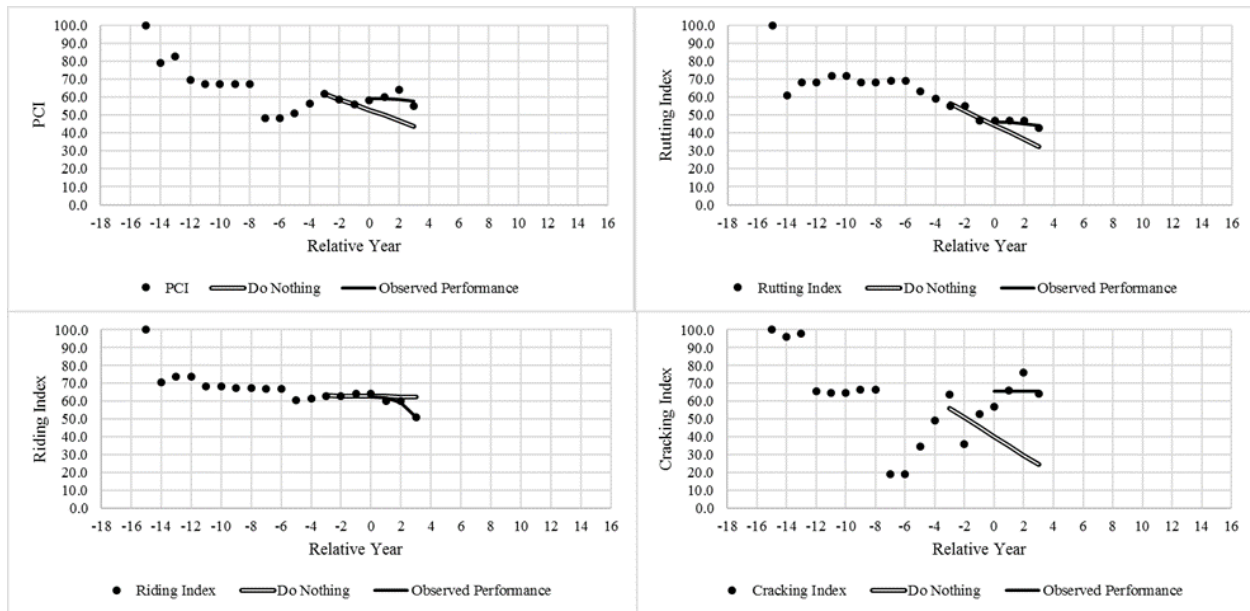 100.0
90.0
80.0
70.0
60.0
50.0
40.0
30.0
20.0
10.0
0.0
PCI
-18 -16 -14 -12 -10 -8 -6 -4 -2 0 2 4 6 8 10 12 14 16
Relative Year
PCI Do Nothing Observed Performance
100.0
90.0
80.0
70.0
60.0
50.0
40.0
30.0
20.0
10.0
0.0
Rutting Index
-18 -16 -14 -12 -10 -8 -6 -4 -2 0 2 4 6 8 10 12 14 16
Relative Year
Rutting Index Do Nothing Observed Performance
100.0
90.0
80.0
70.0
60.0
50.0
40.0
30.0
20.0
10.0
0.0
Riding Index
-18 -16 -14 -12 -10 -8 -6 -4 -2 0 2 4 6 8 10 12 14 16
Relative Year
Riding Index Do Nothing Observed Performance
100.0
90.0
80.0
70.0
60.0
50.0
40.0
30.0
20.0
10.0
0.0
Cracking Index
-18 -16 -14 -12 -10 -8 -6 -4 -2 0 2 4 6 8 10 12 14 16
Relative Year
Cracking Index Do Nothing Observed Performance